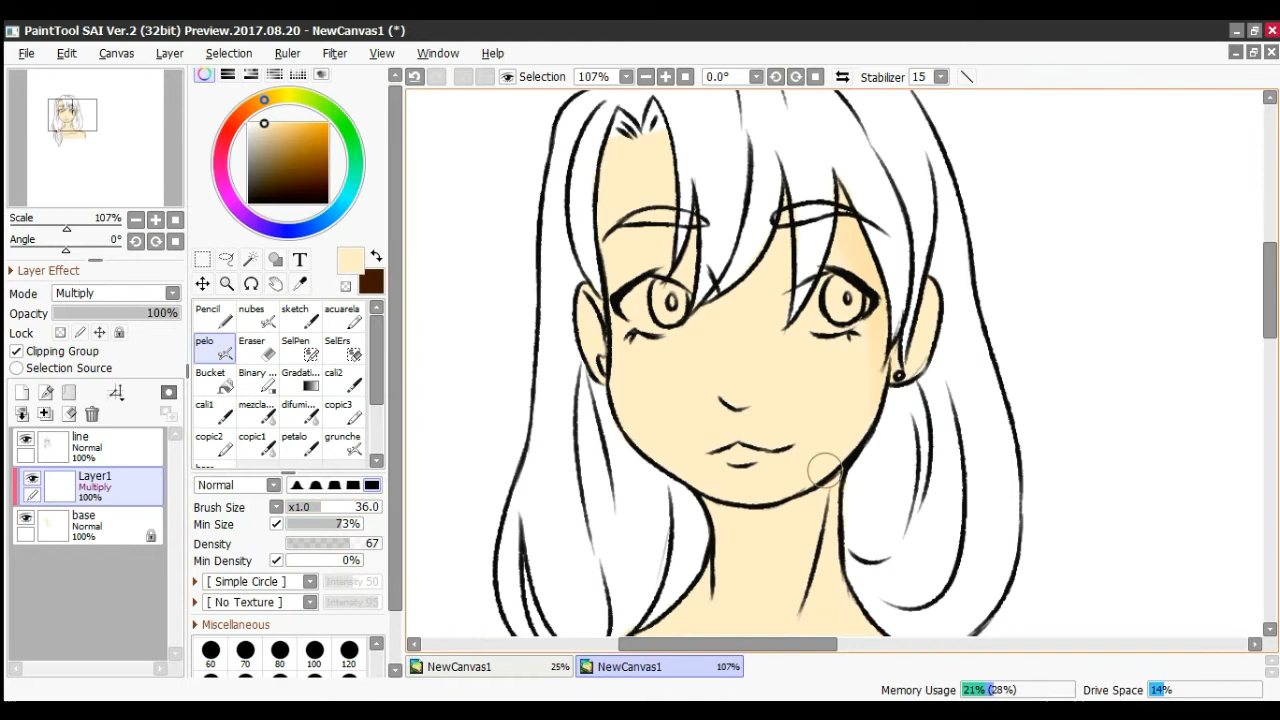 PaintTool SAI Ver.2 (32bit) Preview.2017.08.20 - NewCanvas1 (*)
File Edit Canvas Layer Selection Ruler Filter View Window Help
Selection 107% 0.0° Stabilizer 15
Scale 107%
Angle 0°
Layer Effect
Mode Multiply
Opacity 100%
Lock
Clipping Group
Selection Source
line
Normal
100%
Layer1
Multiply
100%
base
Normal
100%
T
Pencil nubes sketch acuarela
pelo Eraser SelPen SelErs
Bucket Binary ... Gradati... cali2
cali1 mezcla... difumi... copic3
copic2 copic1 petalo grunche
Normal
Brush Size x1.0 36.0
Min Size 73%
Density 67
Min Density 0%
[ Simple Circle ] Intensity 50
[ No Texture ] Intensity 95
Miscellaneous
60 70 80 100 120
NewCanvas1 25% NewCanvas1 107%
Memory Usage 21% (28%) Drive Space 14%